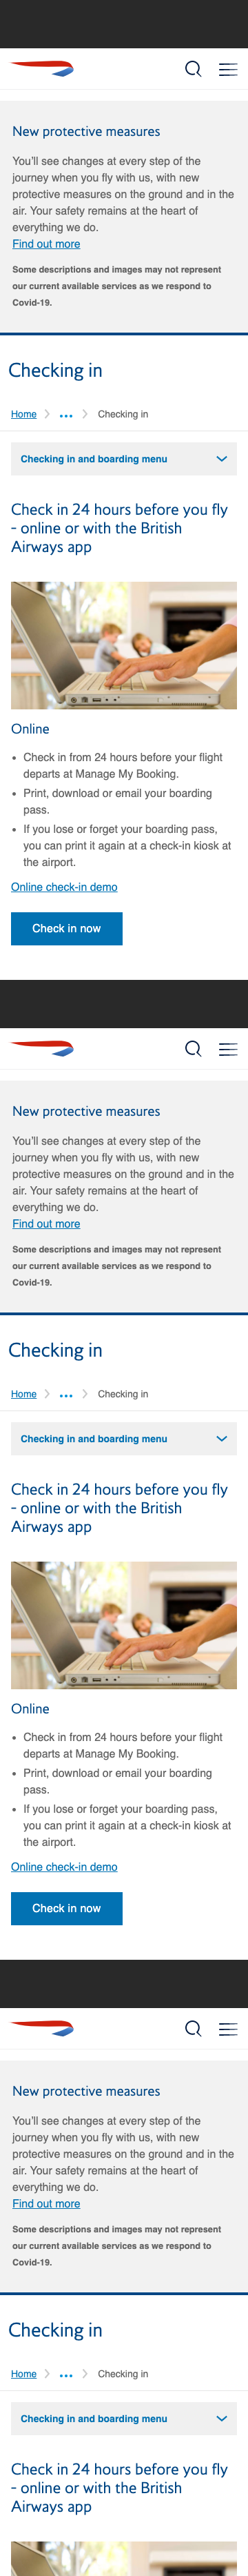 New protective measures
You'll see changes at every step of the
journey when you fly with us, with new
protective measures on the ground and in the
air. Your safety remains at the heart of
everything we do.
Find out more
Some descriptions and images may not represent
our current available services as we respond to
Covid-19.
Checking in
Home > ••• > Checking in
Checking in and boarding menu
Check in 24 hours before you fly
- online or with the British
Airways app
Online
• Check in from 24 hours before your flight
departs at Manage My Booking.
• Print, download or email your boarding
pass.
• If you lose or forget your boarding pass,
you can print it again at a check-in kiosk at
the airport.
Online check-in demo
Check in now
New protective measures
You'll see changes at every step of the
journey when you fly with us, with new
protective measures on the ground and in the
air. Your safety remains at the heart of
everything we do.
Find out more
Some descriptions and images may not represent
our current available services as we respond to
Covid-19.
Checking in
Home > ••• > Checking in
Checking in and boarding menu
Check in 24 hours before you fly
- online or with the British
Airways app
Online
• Check in from 24 hours before your flight
departs at Manage My Booking.
• Print, download or email your boarding
pass.
• If you lose or forget your boarding pass,
you can print it again at a check-in kiosk at
the airport.
Online check-in demo
Check in now
New protective measures
You'll see changes at every step of the
journey when you fly with us, with new
protective measures on the ground and in the
air. Your safety remains at the heart of
everything we do.
Find out more
Some descriptions and images may not represent
our current available services as we respond to
Covid-19.
Checking in
Home > ••• > Checking in
Checking in and boarding menu
Check in 24 hours before you fly
- online or with the British
Airways app